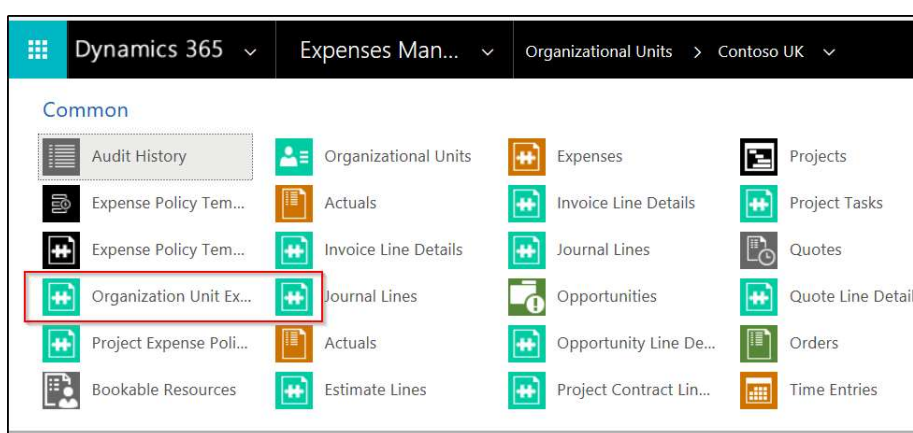 Dynamics 365 Expenses Man... Organizational Units > Contoso UK
Common
Audit History Organizational Units Expenses Projects
Expense Policy Tem... Actuals Invoice Line Details Project Tasks
Expense Policy Tem... Invoice Line Details Journal Lines Quotes
Organization Unit Ex... Journal Lines Opportunities Quote Line Detail
Project Expense Poli... Actuals Opportunity Line De... Orders
Bookable Resources Estimate Lines Project Contract Lin... Time Entries